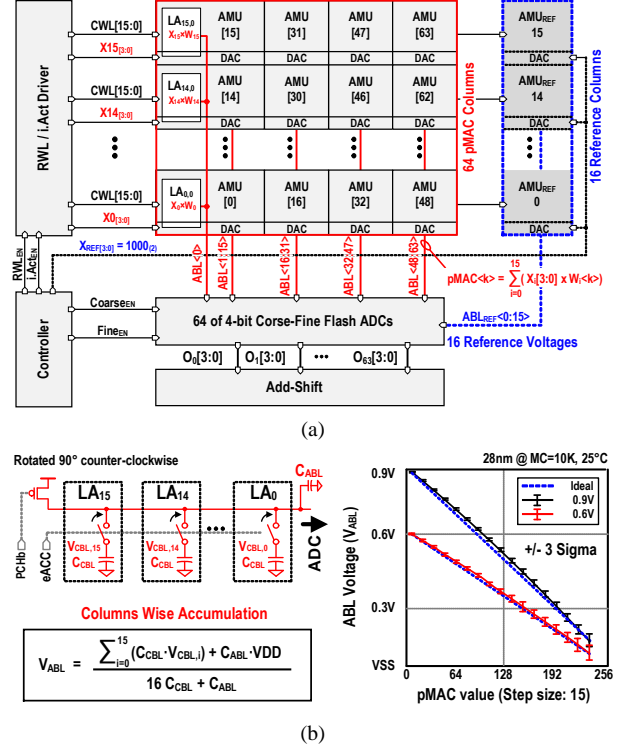 CWL[15:0]
X15[3:0]
LA15,0
X15×W15
AMU
[15]
AMU
[31]
AMU
[47]
AMU
[63]
AMUREF
15
DAC DAC DAC DAC DAC
CWL[15:0]
X14[3:0]
LA14,0
X14×W14
AMU
[14]
AMU
[30]
AMU
[46]
AMU
[62]
AMUREF
14
DAC DAC DAC DAC DAC
CWL[15:0]
X0[3:0]
LA0,0
X0×W0
AMU
[0]
AMU
[16]
AMU
[32]
AMU
[48]
AMUREF
0
DAC DAC DAC DAC DAC
RWL / i.Act Driver
64 pMAC Columns
16 Reference Columns
RWLEN
i.ActEN
XREF[3:0] = 1000(2)
ABL<0>
ABL<1:15>
ABL<16:31>
ABL<32:47>
ABL<48:63>
pMAC<k> = ∑ i=0 15 ( Xi[3:0] x Wi<k>)
Controller
CoarseEN
FineEN
64 of 4-bit Corse-Fine Flash ADCs
ABLREF<0:15>
16 Reference Voltages
O0[3:0] O1[3:0] ••• O63[3:0]
Add-Shift
(a)
Rotated 90° counter-clockwise
LA15
LA14
LA0
CABL
VCBL,15
CCBL
VCBL,14
CCBL
VCBL,0
CCBL
PCHb
eACC
ADC
Columns Wise Accumulation
VABL = ∑ i=0 15 (CCBL·VCBL,i) + CABL·VDD
16 CCBL + CABL
28nm @ MC=10K, 25°C
0.9V
0.6V
0.3V
VSS
ABL Voltage (VABL)
Ideal
0.9V
0.6V
+/- 3 Sigma
0 64 128 192 256
pMAC value (Step size: 15)
(b)